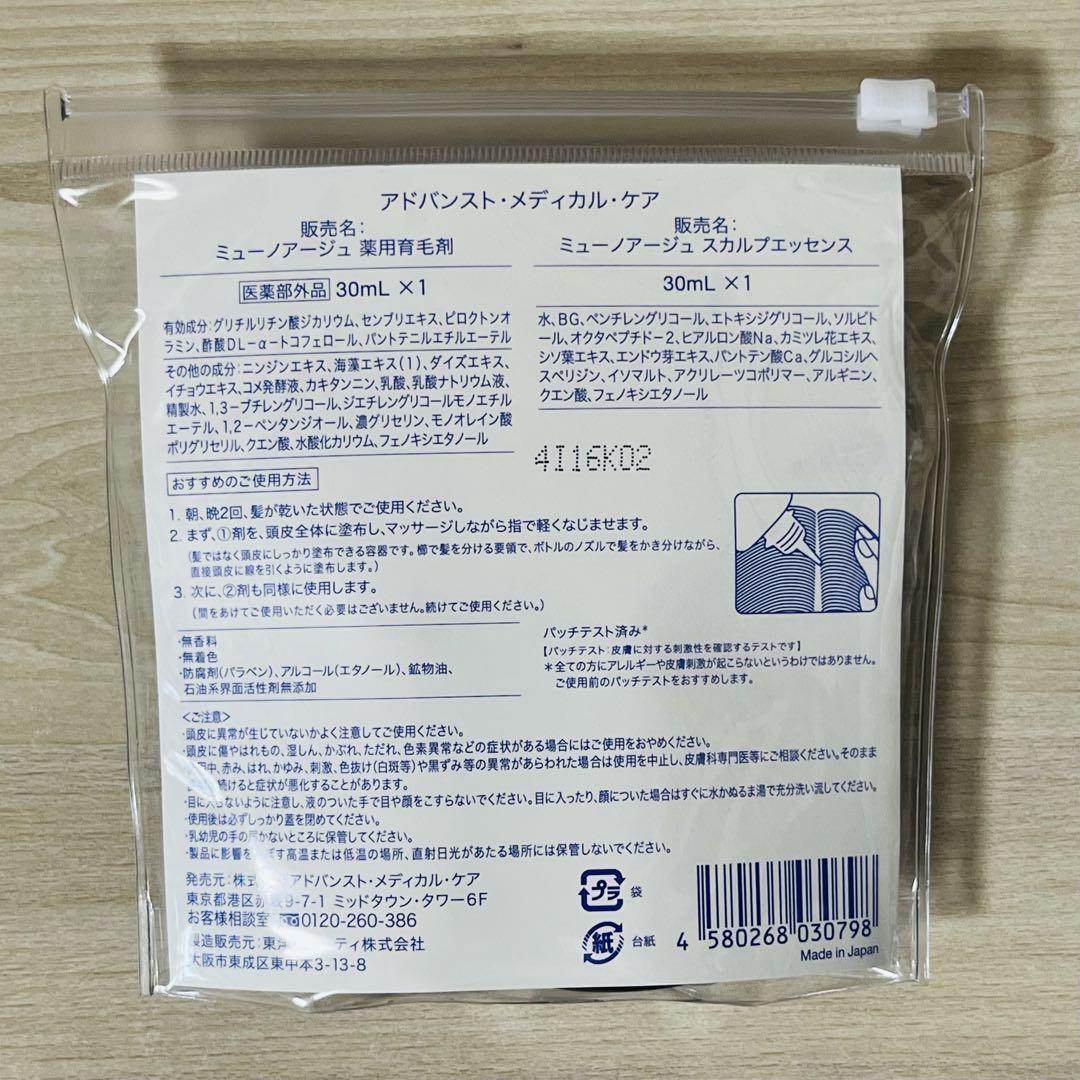 アドバンスト・メディカル・ケア
販売名：
ミューノアージュ 薬用育毛剤
医薬部外品 30mL ×1
有効成分：グリチルリチン酸ジカリウム、センブリエキス、ピロクトンオ
ラミン、酢酸DL-α-トコフェロール、パントテニルエチルエーテル
その他の成分：ニンジンエキス、海藻エキス(1)、ダイズエキス、
イチョウエキス、コメ発酵液、カキタンニン、乳酸、乳酸ナトリウム液、
精製水、1,3-ブチレングリコール、ジエチレングリコールモノエチル
エーテル、1,2-ペンタンジオール、濃グリセリン、モノオレイン酸
ポリグリセリル、クエン酸、水酸化カリウム、フェノキシエタノール
販売名：
ミューノアージュ スカルプエッセンス
30mL ×1
水、BG、ペンチレングリコール、エトキシジグリコール、ソルビト
ール、オクタペプチド-2、ヒアルロン酸Na、カミツレ花エキス、
シソ葉エキス、エンドウ芽エキス、パントテン酸Ca、グルコシルヘ
スペリジン、イソマルト、アクリレーツコポリマー、アルギニン、
クエン酸、フェノキシエタノール
4I16K02
おすすめのご使用方法
1. 朝、晩2回、髪が乾いた状態でご使用ください。
2. まず、①剤を、頭皮全体に塗布し、マッサージしながら指で軽くなじませます。
（髪ではなく頭皮にしっかり塗布できる容器です。櫛で髪を分ける要領で、ボトルのノズルで髪をかき分けながら、
直接頭皮に線を引くように塗布します。）
3. 次に、②剤も同様に使用します。
（間をあけてご使用いただく必要はございません。続けてご使用ください。）
・無香料
・無着色
・防腐剤(パラベン)、アルコール(エタノール)、鉱物油、
石油系界面活性剤無添加
パッチテスト済み＊
【パッチテスト：皮膚に対する刺激性を確認するテストです】
＊全ての方にアレルギーや皮膚刺激が起こらないというわけではありません。
ご使用前のパッチテストをおすすめします。
＜ご注意＞
・頭皮に異常が生じていないかよく注意してご使用ください。
・頭皮に傷やはれもの、湿しん、かぶれ、ただれ、色素異常などの症状がある場合にはご使用をおやめください。
用中、赤み、はれ、かゆみ、刺激、色抜け(白斑等)や黒ずみ等の異常があらわれた場合は使用を中止し、皮膚科専門医等にご相談ください。そのまま
続けると症状が悪化することがあります。
・目に入らないように注意し、液のついた手で目や顔をこすらないでください。目に入ったり、顔についた場合はすぐに水かぬるま湯で充分洗い流してください。
・使用後は必ずしっかり蓋を閉めてください。
・乳幼児の手の届かないところに保管してください。
・製品に影響を ぼす高温または低温の場所、直射日光があたる場所には保管しないでください。
発売元：株式 アドバンスト・メディカル・ケア
東京都港区赤坂9-7-1 ミッドタウン・タワー6F
お客様相談室 0120-260-386
製造販売元：東洋 ティ株式会社
大阪市東成区東中本3-13-8
プラ 袋
紙 台紙
4 580268 030798
Made in Japan